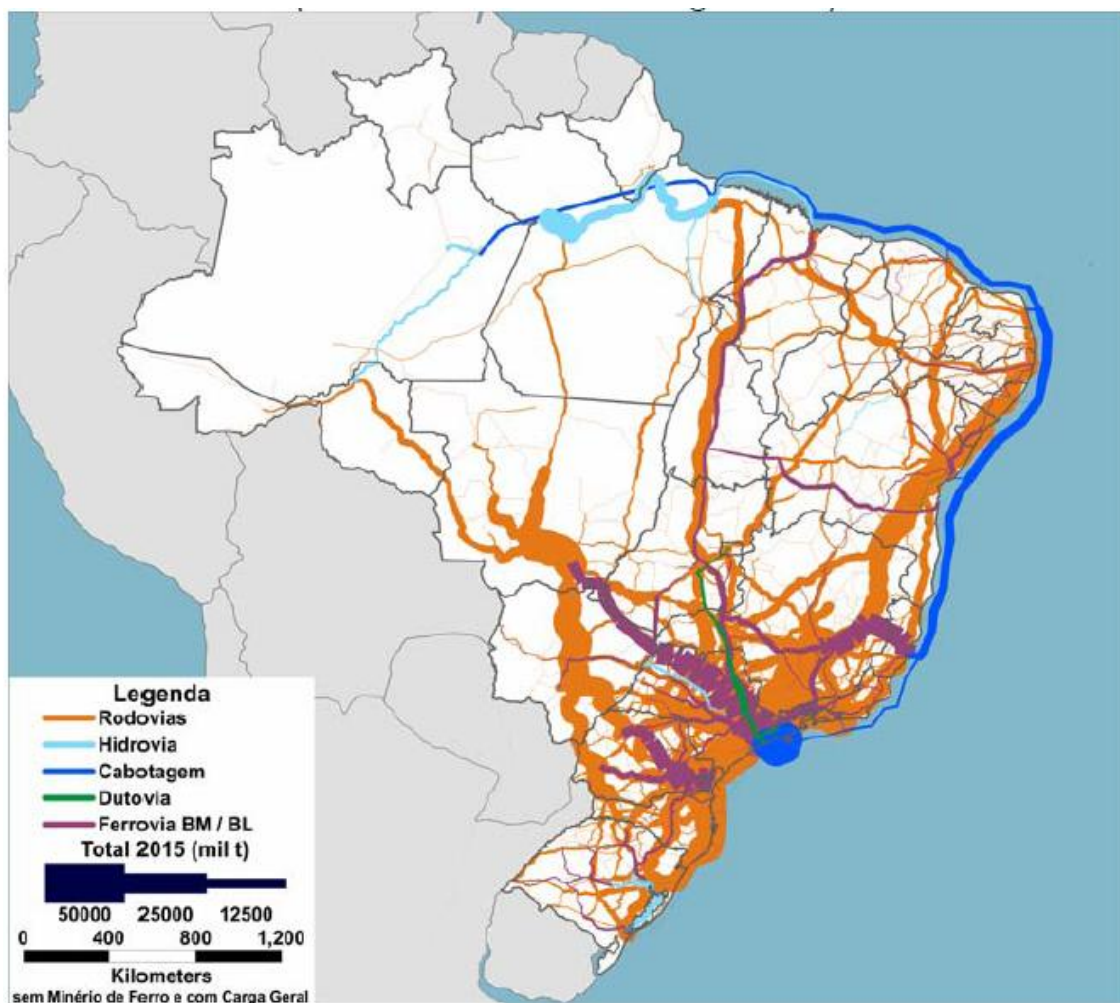 Legenda
Rodovias
Hidrovia
Cabotagem
Dutovia
Ferrovia BM / BL
Total 2015 (mil t)
50000 25000 12500
0 400 800 1,200
Kilometers
sem Minério de Ferro e com Carga Geral